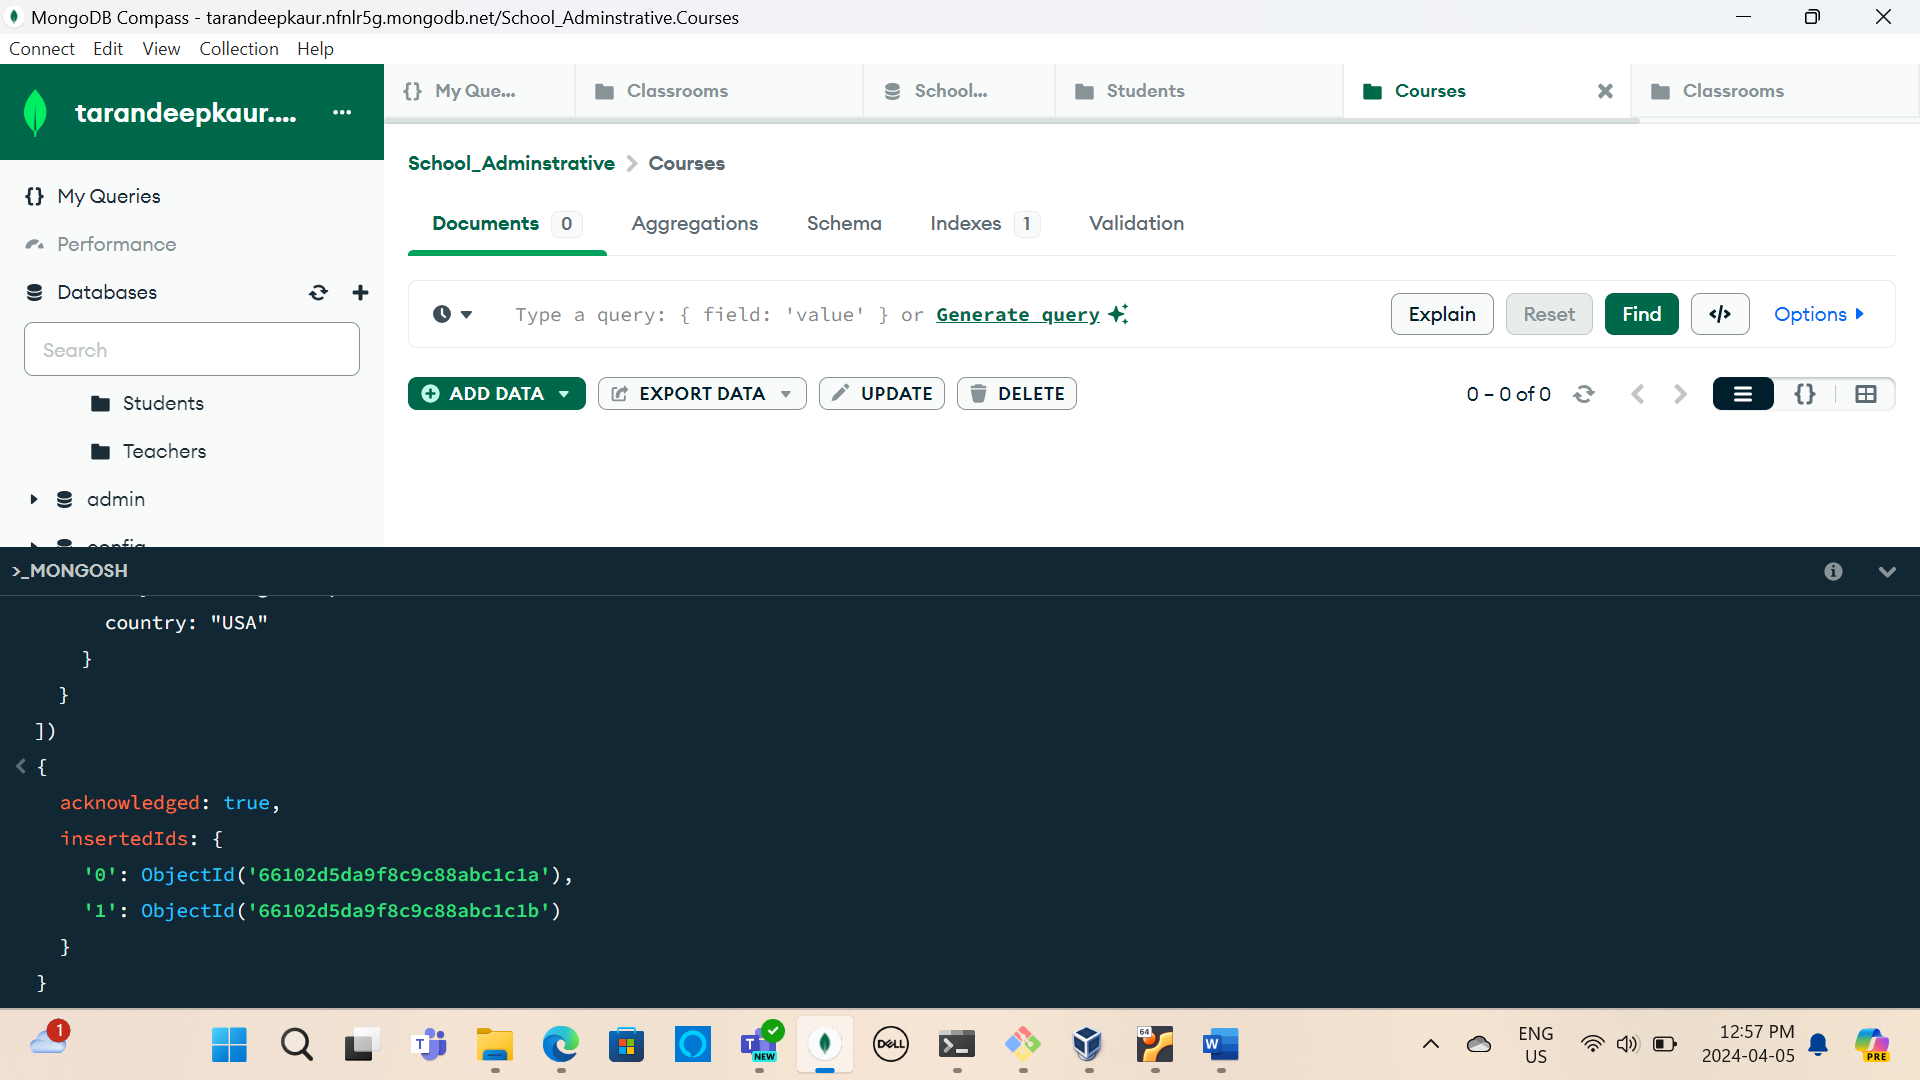 MongoDB Compass - tarandeepkaur.nfnlr5g.mongodb.net/School_Adminstrative.Courses
Connect Edit View Collection Help
tarandeepkaur....
{} My Que...
Classrooms
School...
Students
Courses
Classrooms
My Queries
Performance
Databases
Search
Students
Teachers
admin
config
School_Adminstrative > Courses
Documents 0 Aggregations Schema Indexes 1 Validation
Type a query: { field: 'value' } or Generate query
Explain Reset Find </> Options
ADD DATA EXPORT DATA UPDATE DELETE
0 – 0 of 0
{}
>_MONGOSH
country: "USA"
}
}
])
< {
acknowledged: true,
insertedIds: {
'0': ObjectId('66102d5da9f8c9c88abc1c1a'),
'1': ObjectId('66102d5da9f8c9c88abc1c1b')
}
}
1
T
T NEW
DELL
64
W
ENG
US
12:57 PM
2024-04-05
PRE